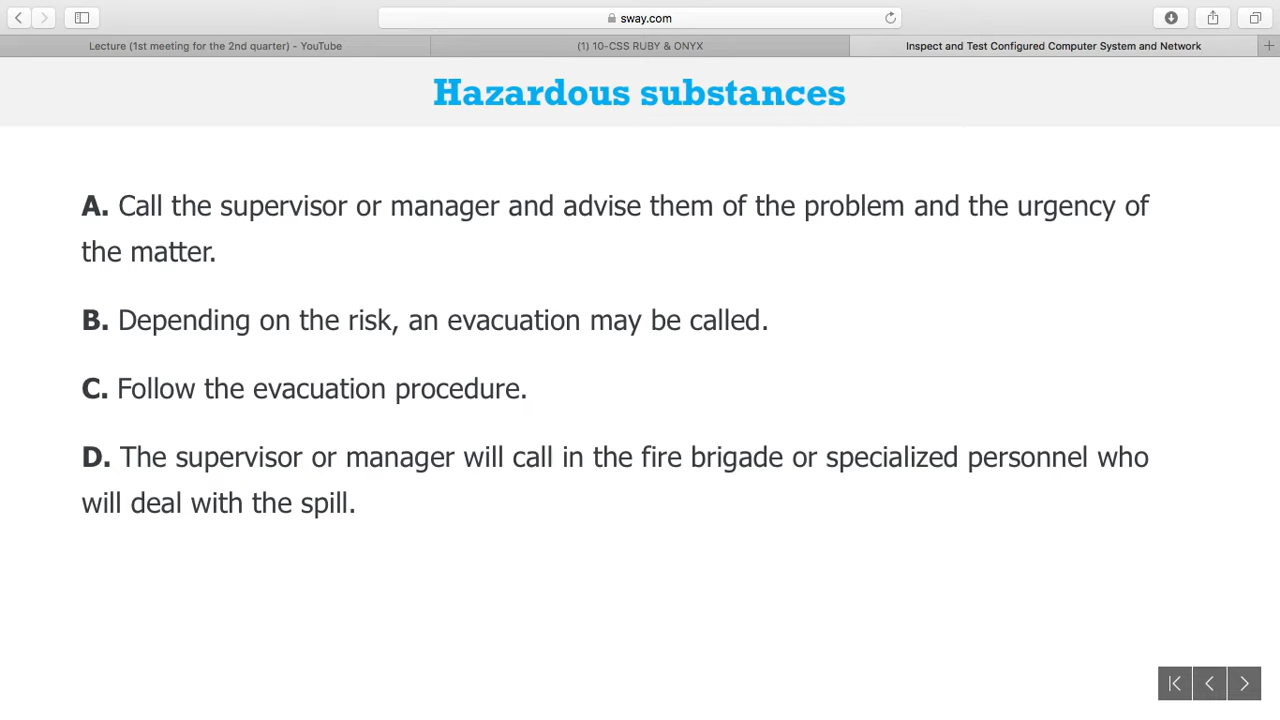 sway.com
Lecture (1st meeting for the 2nd quarter) - YouTube
(1) 10-CSS RUBY & ONYX
Inspect and Test Configured Computer System and Network
Hazardous substances
A. Call the supervisor or manager and advise them of the problem and the urgency of
the matter.
B. Depending on the risk, an evacuation may be called.
C. Follow the evacuation procedure.
D. The supervisor or manager will call in the fire brigade or specialized personnel who
will deal with the spill.